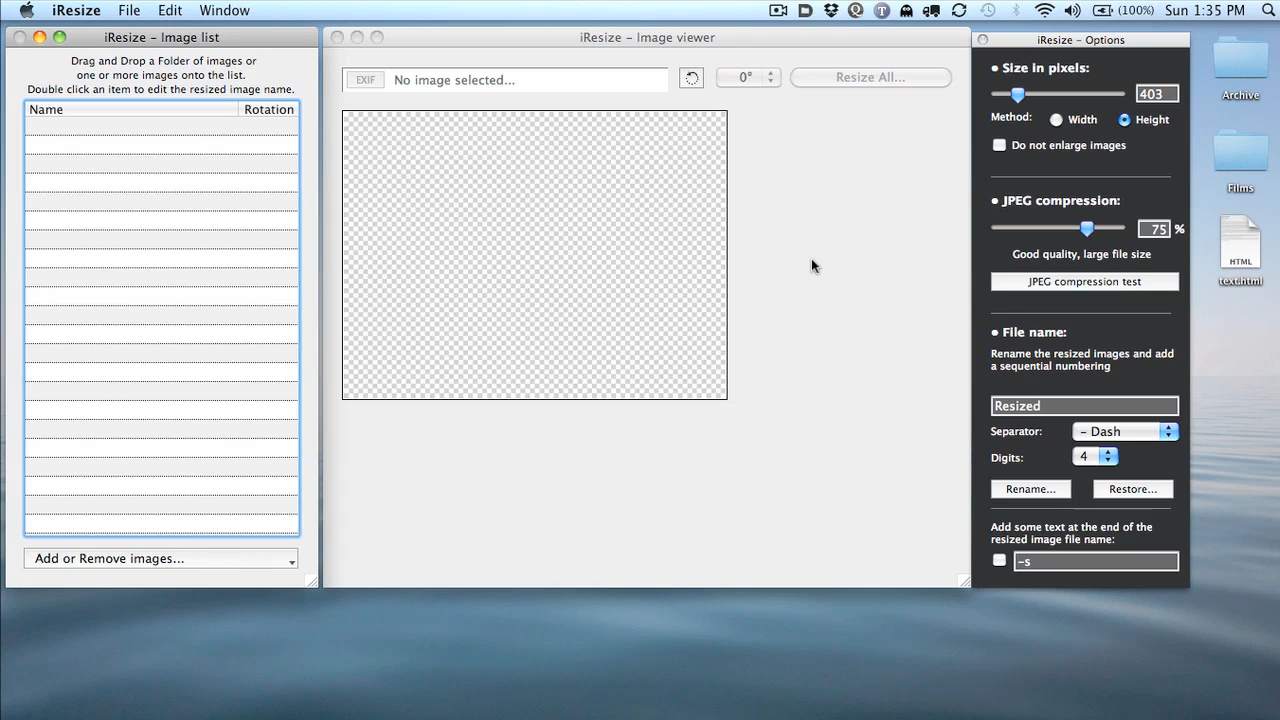 iResize File Edit Window
(100%) Sun 1:35 PM
iResize – Image list
Drag and Drop a Folder of images or
one or more images onto the list.
Double click an item to edit the resized image name.
Name Rotation
Add or Remove images...
iResize – Image viewer
EXIF No image selected... 0° Resize All...
iResize – Options
• Size in pixels:
403
Method: Width Height
Do not enlarge images
• JPEG compression:
75 %
Good quality, large file size
JPEG compression test
• File name:
Rename the resized images and add
a sequential numbering
Resized
Separator: - Dash
Digits: 4
Rename... Restore...
Add some text at the end of the
resized image file name:
-s
Archive
Films
HTML
text.html